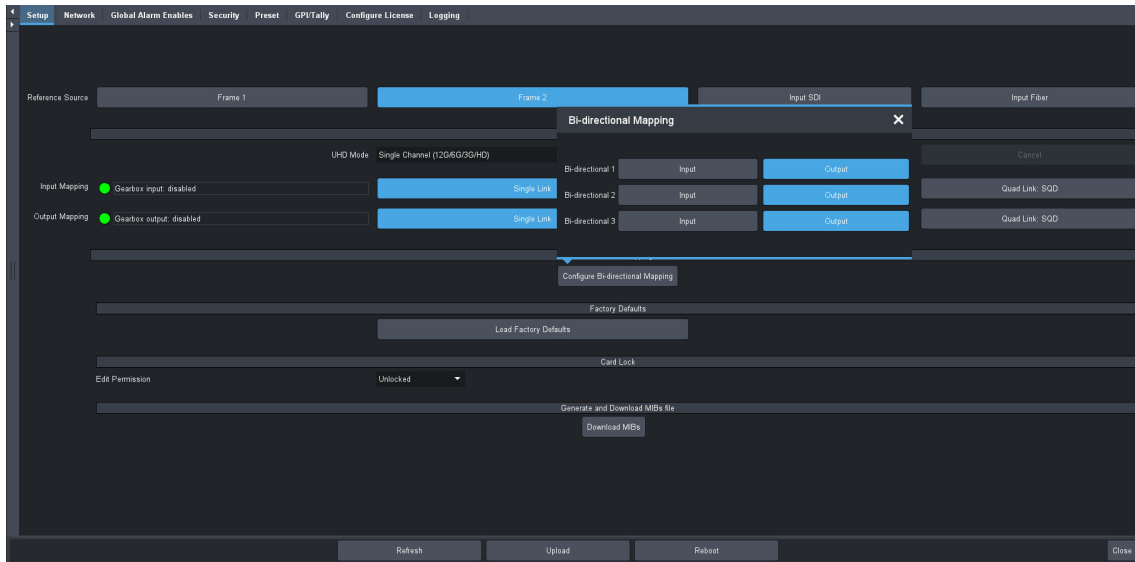 Setup Network Global Alarm Enables Security Preset GPI/Tally Configure License Logging
Reference Source Frame 1 Frame 2 Input SDI Input Fiber
Bi-directional Mapping
UHD Mode Single Channel (12G/6G/3G/HD) Cancel
Bi-directional 1 Input Output
Input Mapping Gearbox input: disabled Single Link Quad Link: SQD
Bi-directional 2 Input Output
Output Mapping Gearbox output: disabled Single Link Quad Link: SQD
Bi-directional 3 Input Output
Configure Bi-directional Mapping
Factory Defaults
Load Factory Defaults
Card Lock
Edit Permission Unlocked
Generate and Download MIBs file
Download MIBs
Refresh Upload Reboot Close